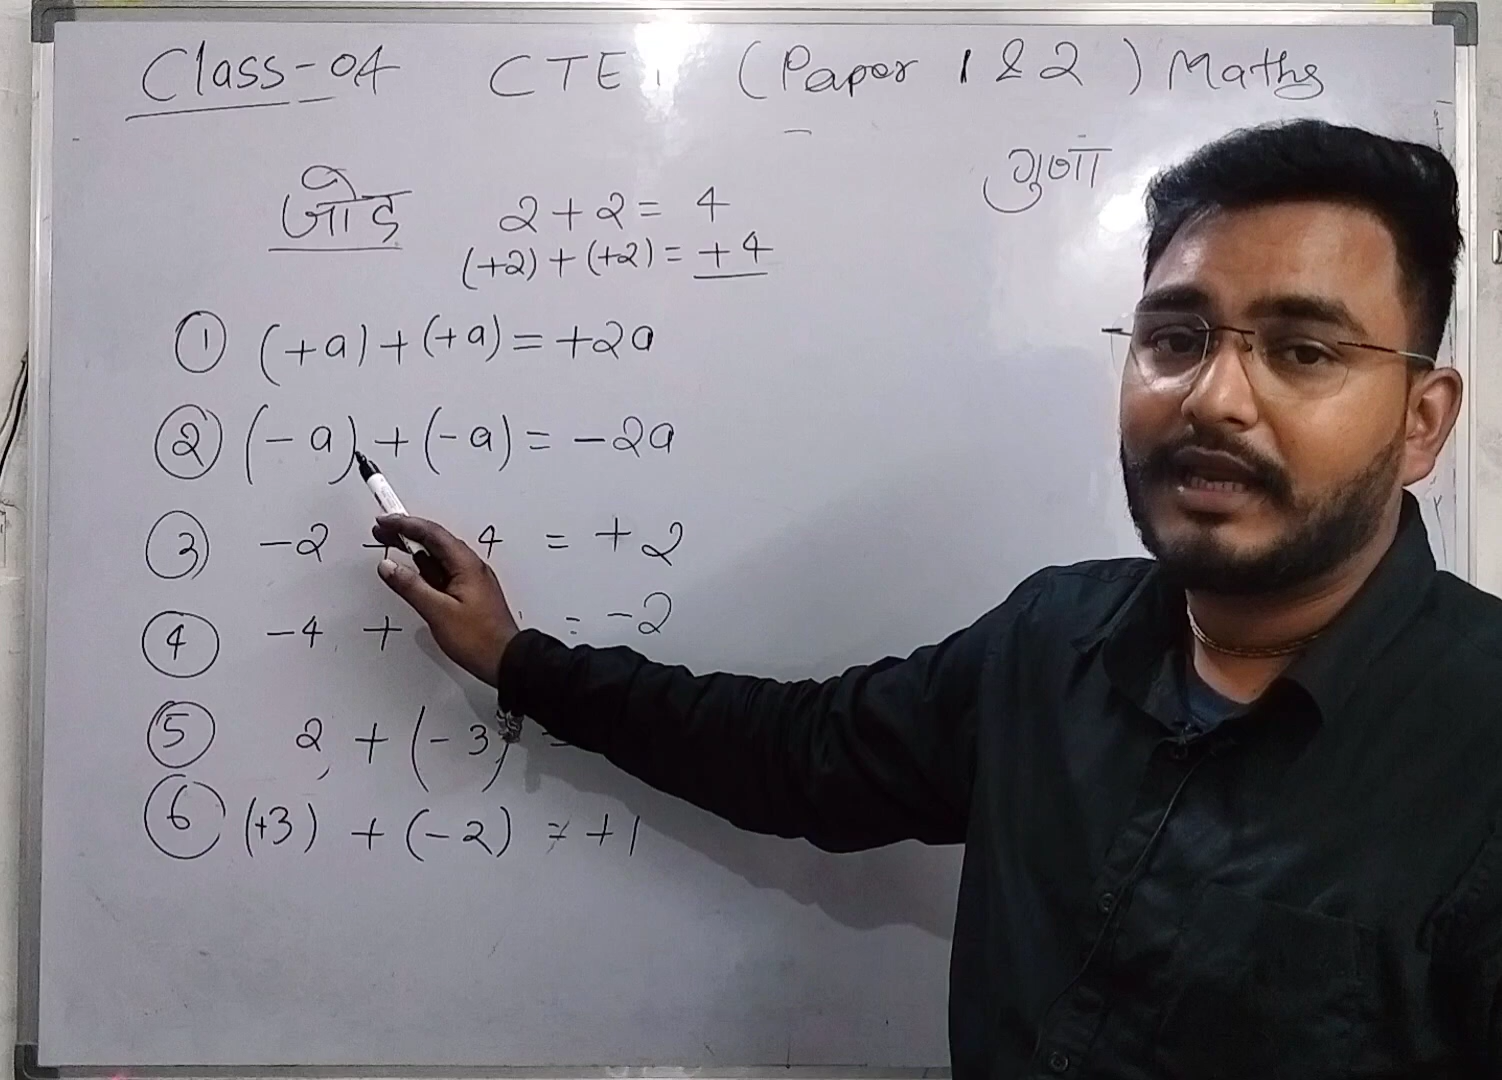 Class-04 CTE (Paper 1 & 2) Maths
जोड़ 2 + 2 = 4 गुणा
(+2) + (+2) = +4
① (+a) + (+a) = +2a
② (-a) + (-a) = -2a
③ -2 + 4 = +2
④ -4 + = -2
⑤ 2 + (-3) =
⑥ (+3) + (-2) = +1